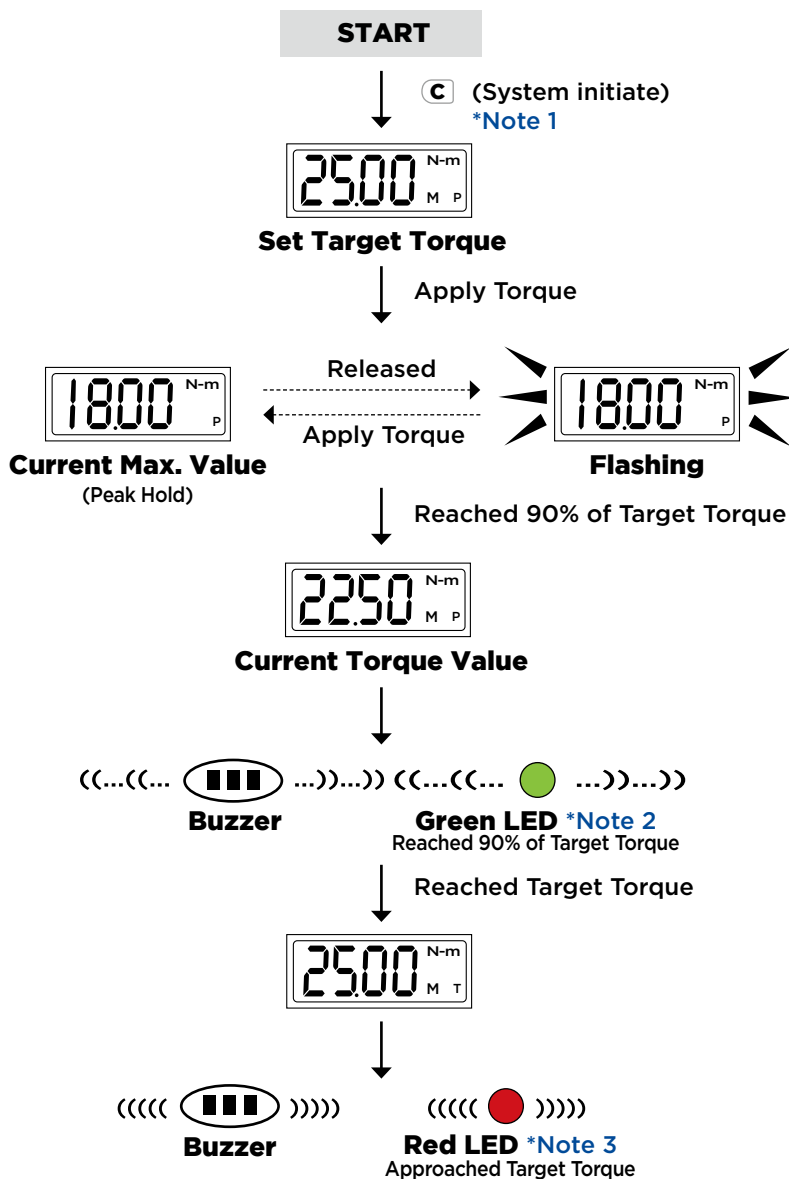 START
C (System initiate)
*Note 1
25.00 N-m M P
Set Target Torque
Apply Torque
18.00 N-m P
Released
Apply Torque
18.00 N-m P
Current Max. Value
(Peak Hold)
Flashing
Reached 90% of Target Torque
22.50 N-m M P
Current Torque Value
((...((... ...))...)) ((...((... ...))...))
Buzzer
Green LED *Note 2
Reached 90% of Target Torque
Reached Target Torque
25.00 N-m M T
((((( ))))) ((((( )))))
Buzzer
Red LED *Note 3
Approached Target Torque